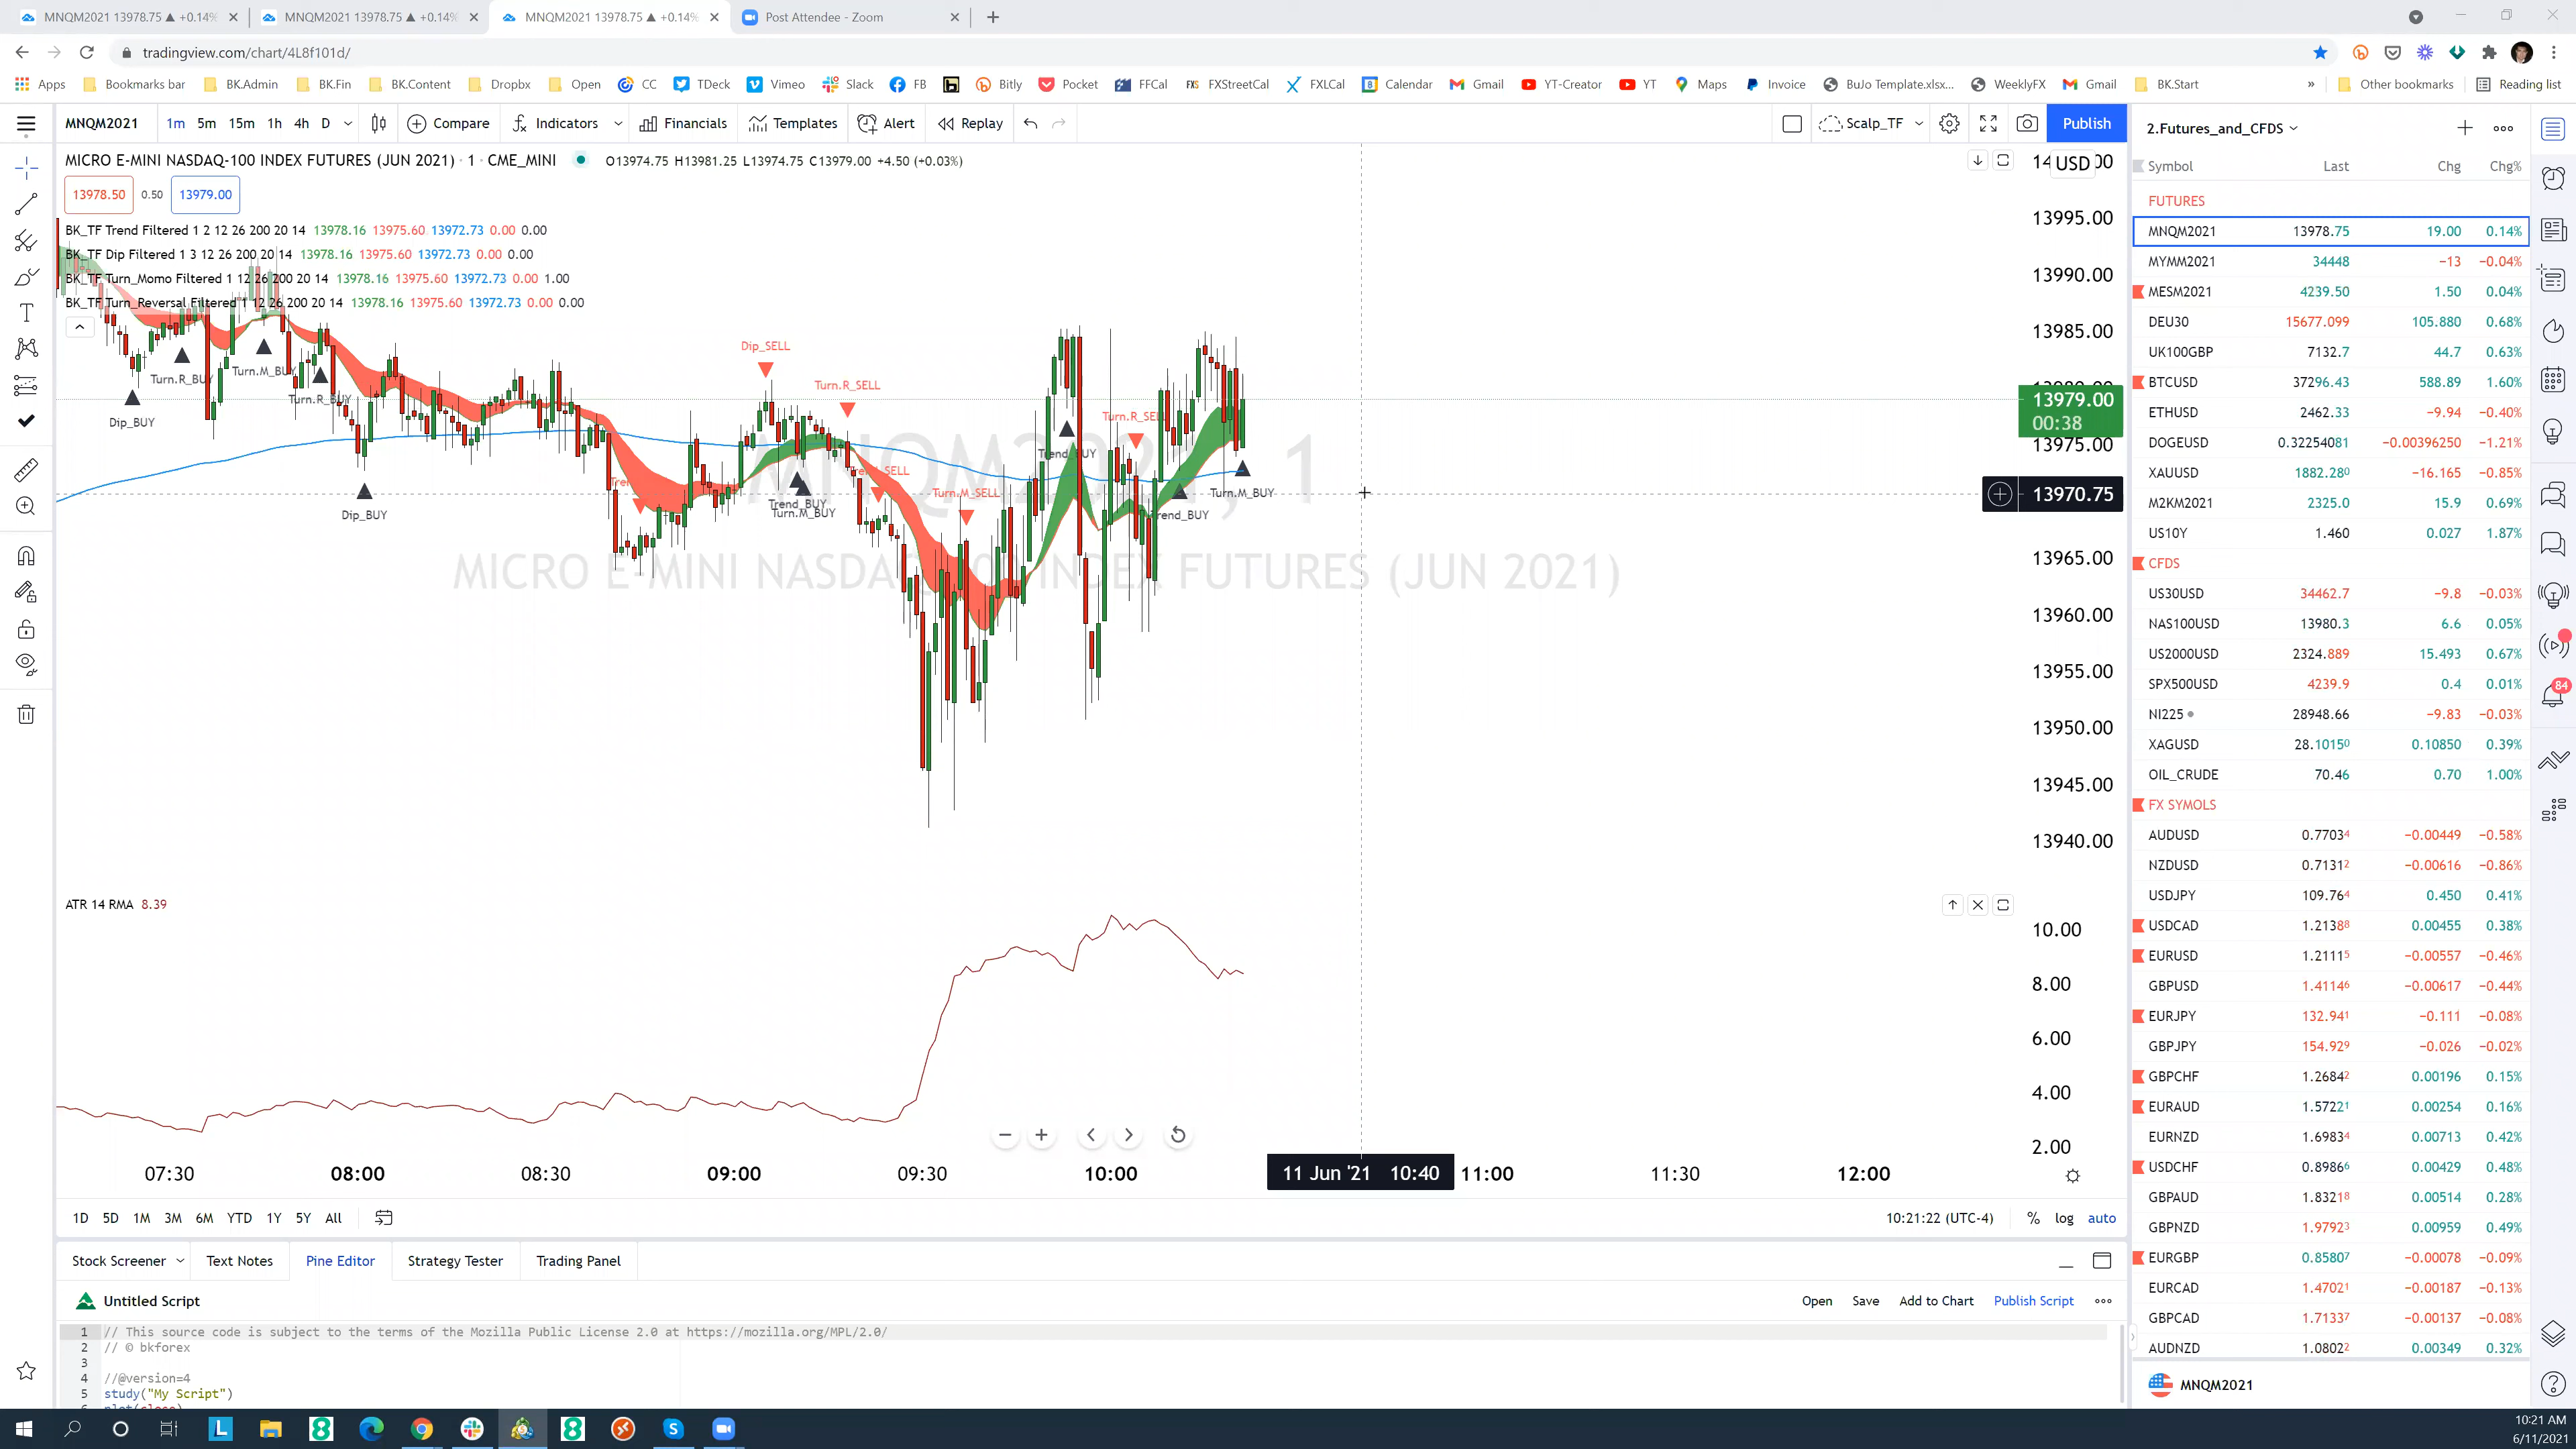 MNQM2021 13978.75 ▲ +0.14%
MNQM2021 13978.75 ▲ +0.14%
MNQM2021 13978.75 ▲ +0.14%
Post Attendee - Zoom
tradingview.com/chart/4L8f101d/
Apps Bookmarks bar BK.Admin BK.Fin BK.Content Dropbx Open CC TDeck Vimeo Slack FB Bitly Pocket FFCal FXStreetCal FXLCal Calendar Gmail YT-Creator YT Maps Invoice BuJo Template.xlsx... WeeklyFX Gmail BK.Start » Other bookmarks Reading list
MNQM2021 1m 5m 15m 1h 4h D Compare Indicators Financials Templates Alert Replay Scalp_TF Publish
MICRO E-MINI NASDAQ-100 INDEX FUTURES (JUN 2021) · 1 · CME_MINI O13974.75 H13981.25 L13974.75 C13979.00 +4.50 (+0.03%)
13978.50 0.50 13979.00
BK_TF Trend Filtered 1 2 12 26 200 20 14 13978.16 13975.60 13972.73 0.00 0.00
BK_TF Dip Filtered 1 3 12 26 200 20 14 13978.16 13975.60 13972.73 0.00 0.00
BK_TF Turn_Momo Filtered 1 12 26 200 20 14 13978.16 13975.60 13972.73 0.00 1.00
BK_TF Turn_Reversal Filtered 1 12 26 200 20 14 13978.16 13975.60 13972.73 0.00 0.00
Dip_SELL
Turn.R_BUY
Turn.M_BUY
Turn.R_SELL
Turn.R_BUY
Dip_BUY
Turn.R_SELL
Trend_BUY
Trend_SELL
Turn.M_SELL
Turn.M_BUY
Trend_BUY
Turn.M_BUY
Dip_BUY
Trend_BUY
MNQM2021, 1
MICRO E-MINI NASDAQ-100 INDEX FUTURES (JUN 2021)
USD
13995.00
13990.00
13985.00
13979.00
00:38
13975.00
13970.75
13965.00
13960.00
13955.00
13950.00
13945.00
13940.00
ATR 14 RMA 8.39
10.00
8.00
6.00
4.00
2.00
07:30 08:00 08:30 09:00 09:30 10:00 11 Jun '21 10:40 11:00 11:30 12:00
1D 5D 1M 3M 6M YTD 1Y 5Y All 10:21:22 (UTC-4) % log auto
Stock Screener Text Notes Pine Editor Strategy Tester Trading Panel
Untitled Script Open Save Add to Chart Publish Script
1 // This source code is subject to the terms of the Mozilla Public License 2.0 at https://mozilla.org/MPL/2.0/
2 // © bkforex
3
4 //@version=4
5 study("My Script")
2.Futures_and_CFDS
Symbol Last Chg Chg%
FUTURES
MNQM2021 13978.75 19.00 0.14%
MYMM2021 34448 −13 −0.04%
MESM2021 4239.50 1.50 0.04%
DEU30 15677.099 105.880 0.68%
UK100GBP 7132.7 44.7 0.63%
BTCUSD 37296.43 588.89 1.60%
ETHUSD 2462.33 −9.94 −0.40%
DOGEUSD 0.32254081 −0.00396250 −1.21%
XAUUSD 1882.280 −16.165 −0.85%
M2KM2021 2325.0 15.9 0.69%
US10Y 1.460 0.027 1.87%
CFDS
US30USD 34462.7 −9.8 −0.03%
NAS100USD 13980.3 6.6 0.05%
US2000USD 2324.889 15.493 0.67%
SPX500USD 4239.9 0.4 0.01%
NI225 28948.66 −9.83 −0.03%
XAGUSD 28.10150 0.10850 0.39%
OIL_CRUDE 70.46 0.70 1.00%
FX SYMOLS
AUDUSD 0.77034 −0.00449 −0.58%
NZDUSD 0.71312 −0.00616 −0.86%
USDJPY 109.764 0.450 0.41%
USDCAD 1.21388 0.00455 0.38%
EURUSD 1.21115 −0.00557 −0.46%
GBPUSD 1.41146 −0.00617 −0.44%
EURJPY 132.941 −0.111 −0.08%
GBPJPY 154.929 −0.026 −0.02%
GBPCHF 1.26842 0.00196 0.15%
EURAUD 1.57221 0.00254 0.16%
EURNZD 1.69834 0.00713 0.42%
USDCHF 0.89866 0.00429 0.48%
GBPAUD 1.83218 0.00514 0.28%
GBPNZD 1.97923 0.00959 0.49%
EURGBP 0.85807 −0.00078 −0.09%
EURCAD 1.47021 −0.00187 −0.13%
GBPCAD 1.71337 −0.00137 −0.08%
AUDNZD 1.08022 0.00349 0.32%
MNQM2021
84
10:21 AM
6/11/2021